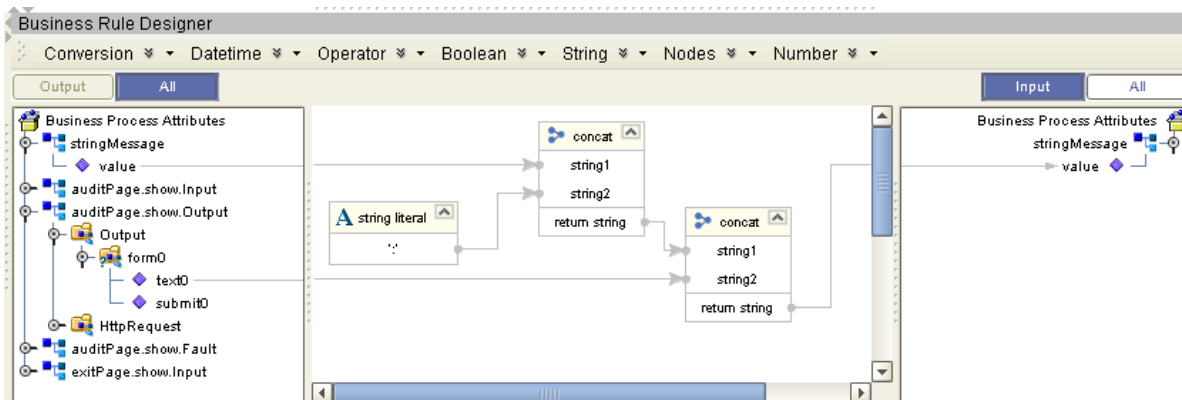 Business Rule Designer
Conversion Datetime Operator Boolean String Nodes Number
Output All Input All
Business Process Attributes
stringMessage
value
auditPage.show.Input
auditPage.show.Output
Output
form0
text0
submit0
HttpRequest
auditPage.show.Fault
exitPage.show.Input
concat
string1
string2
return string
A string literal
concat
string1
string2
return string
Business Process Attributes
stringMessage
value